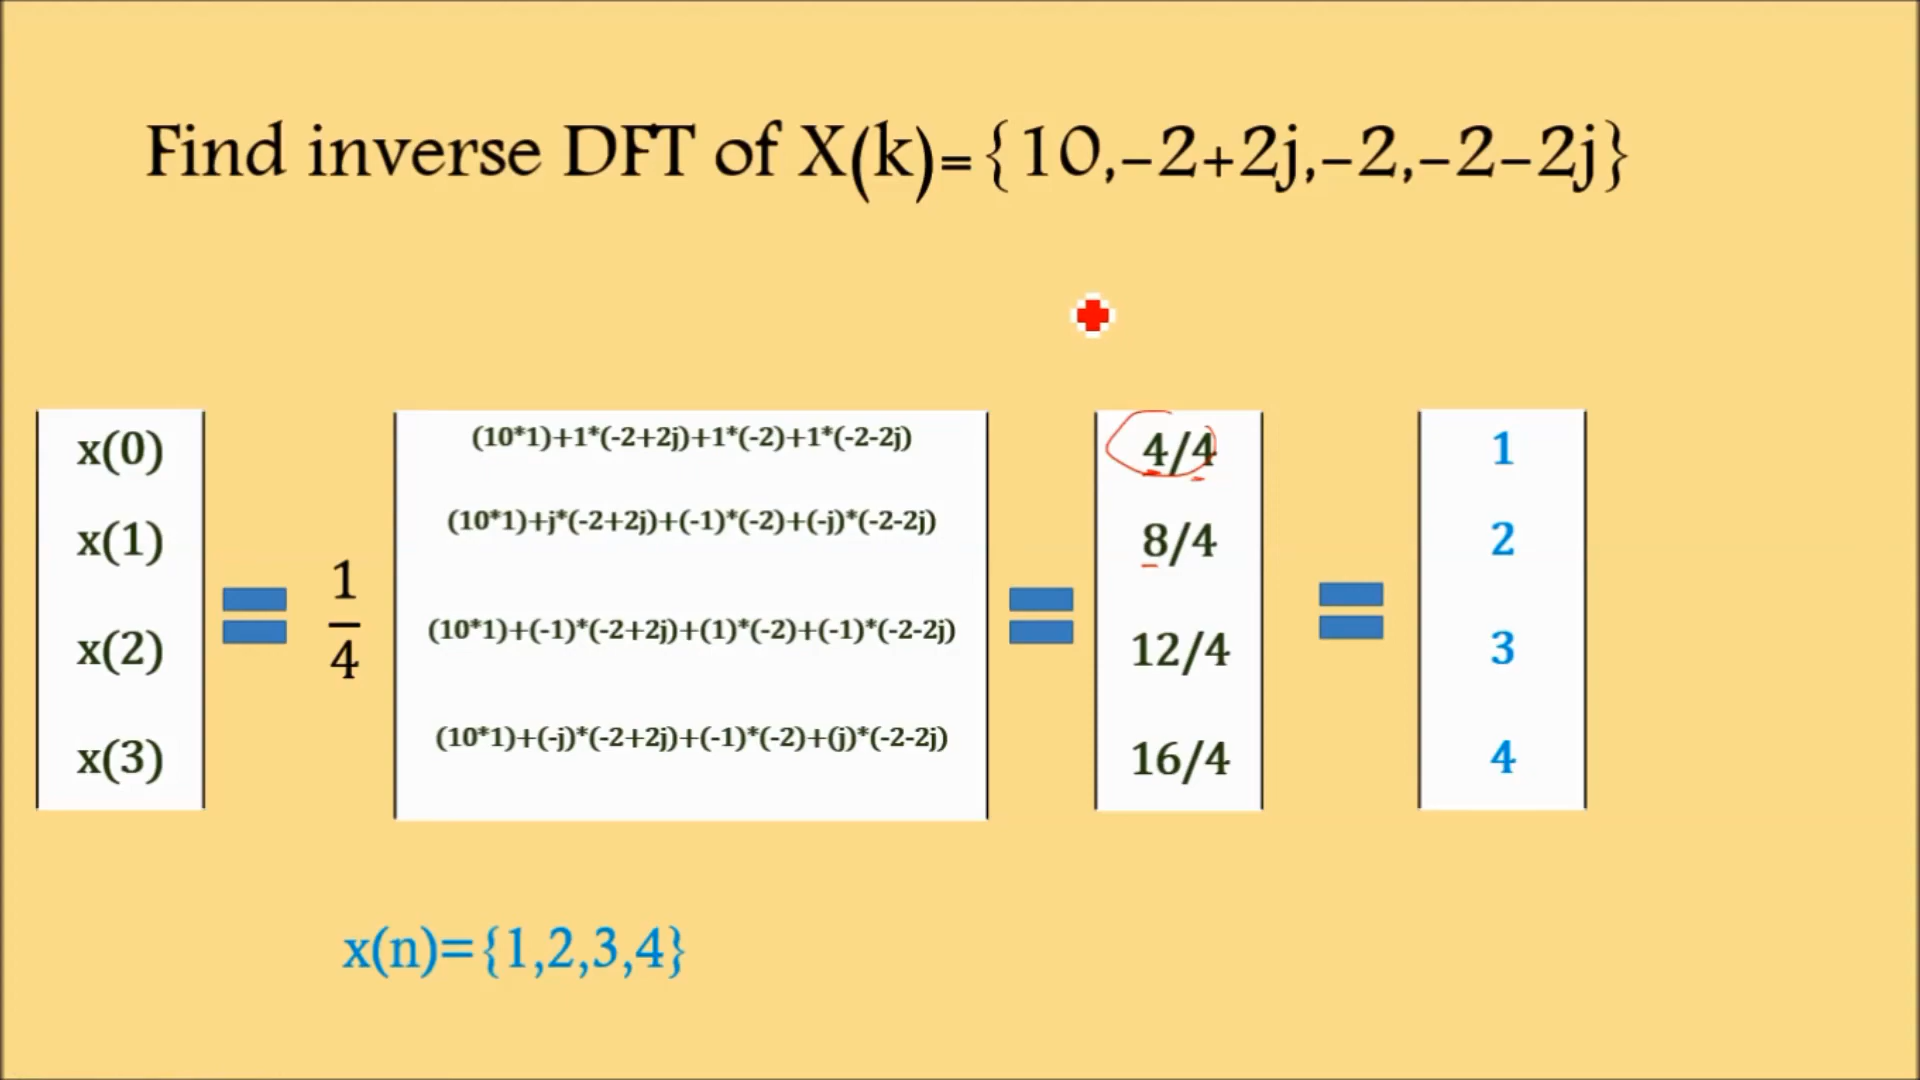 Find inverse DFT of X(k)={10,-2+2j,-2,-2-2j}
x(0)
x(1)
x(2)
x(3)
1
4
(10*1)+1*(-2+2j)+1*(-2)+1*(-2-2j)
(10*1)+j*(-2+2j)+(-1)*(-2)+(-j)*(-2-2j)
(10*1)+(-1)*(-2+2j)+(1)*(-2)+(-1)*(-2-2j)
(10*1)+(-j)*(-2+2j)+(-1)*(-2)+(j)*(-2-2j)
4/4
8/4
12/4
16/4
1
2
3
4
x(n)={1,2,3,4}